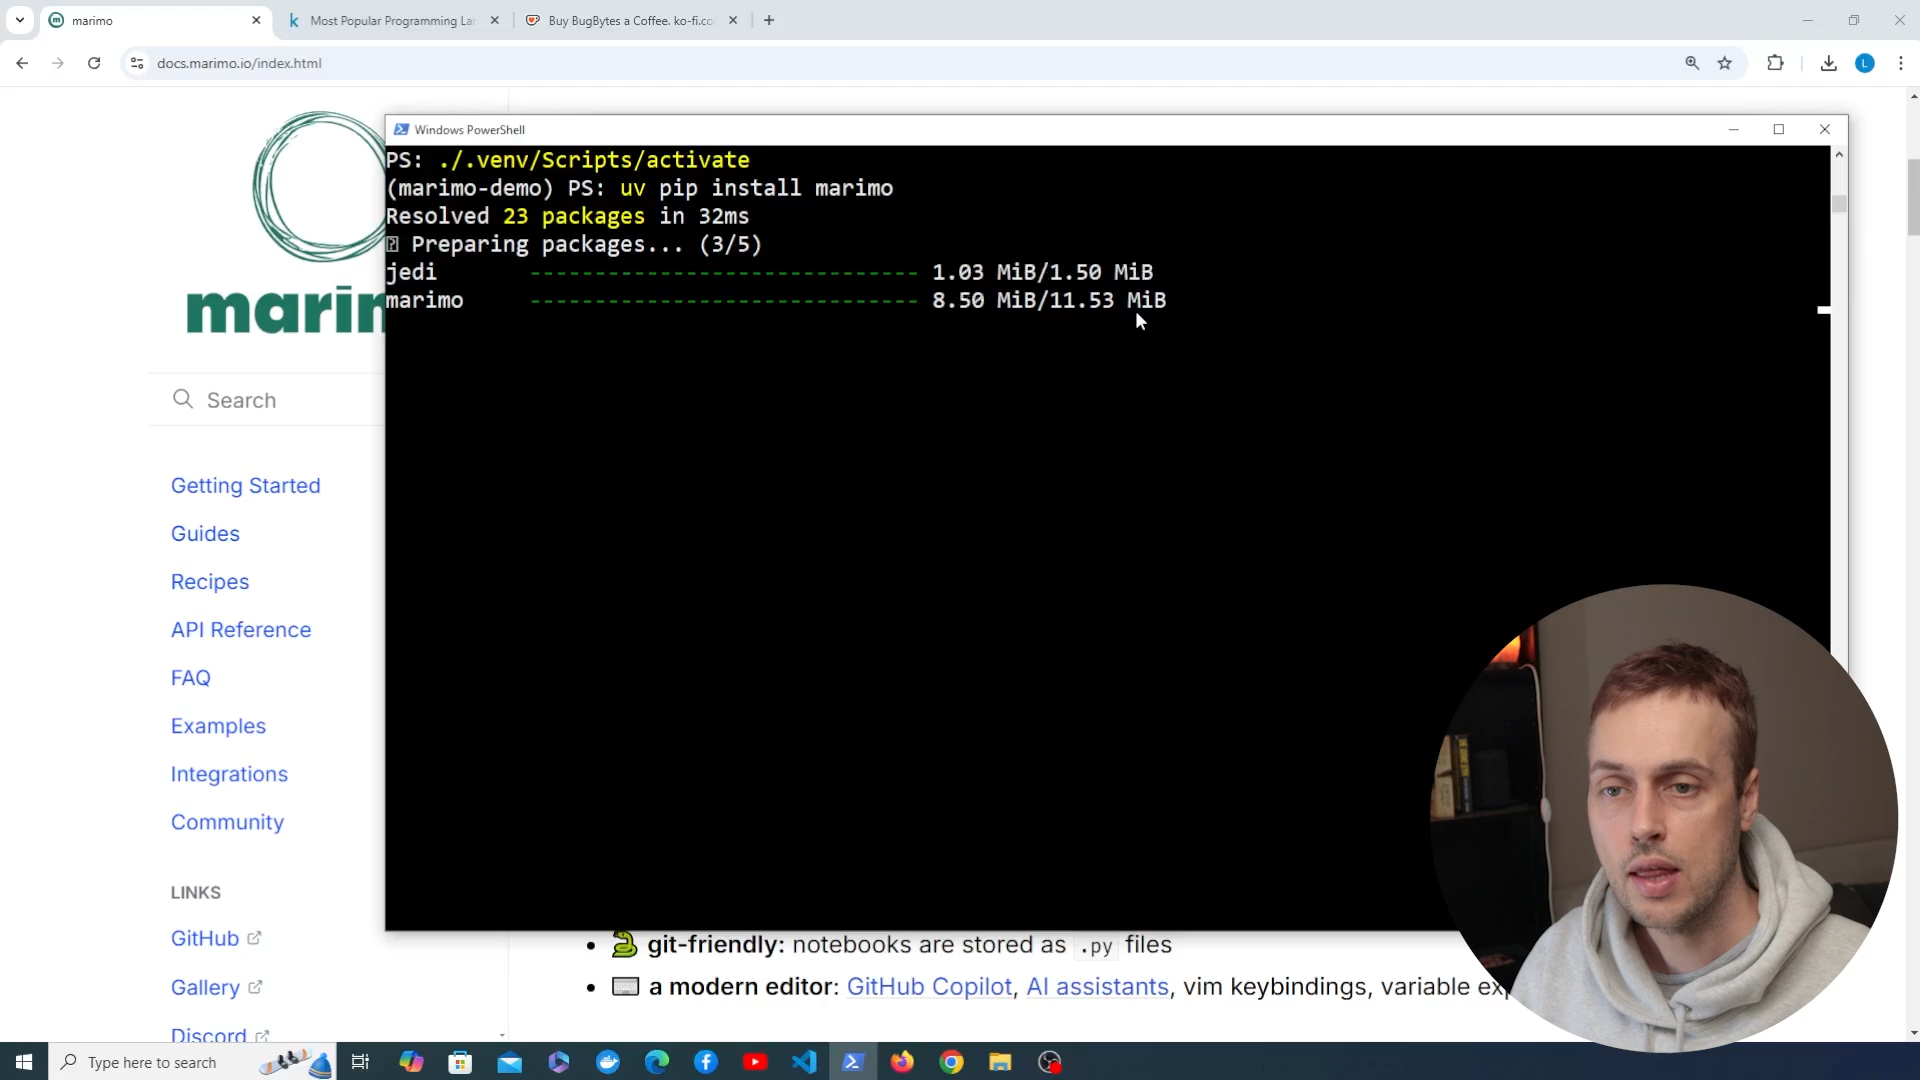 marimo
Most Popular Programming Lan
Buy BugBytes a Coffee. ko-fi.co
docs.marimo.io/index.html
L
marim
Search
Getting Started
Guides
Recipes
API Reference
FAQ
Examples
Integrations
Community
LINKS
GitHub
Gallery
Discord
Windows PowerShell
PS: ./.venv/Scripts/activate
(marimo-demo) PS: uv pip install marimo
Resolved 23 packages in 32ms
Preparing packages... (3/5)
jedi ------------------------------ 1.03 MiB/1.50 MiB
marimo ------------------------------ 8.50 MiB/11.53 MiB
git-friendly: notebooks are stored as .py files
a modern editor: GitHub Copilot, AI assistants, vim keybindings, variable exp
Type here to search